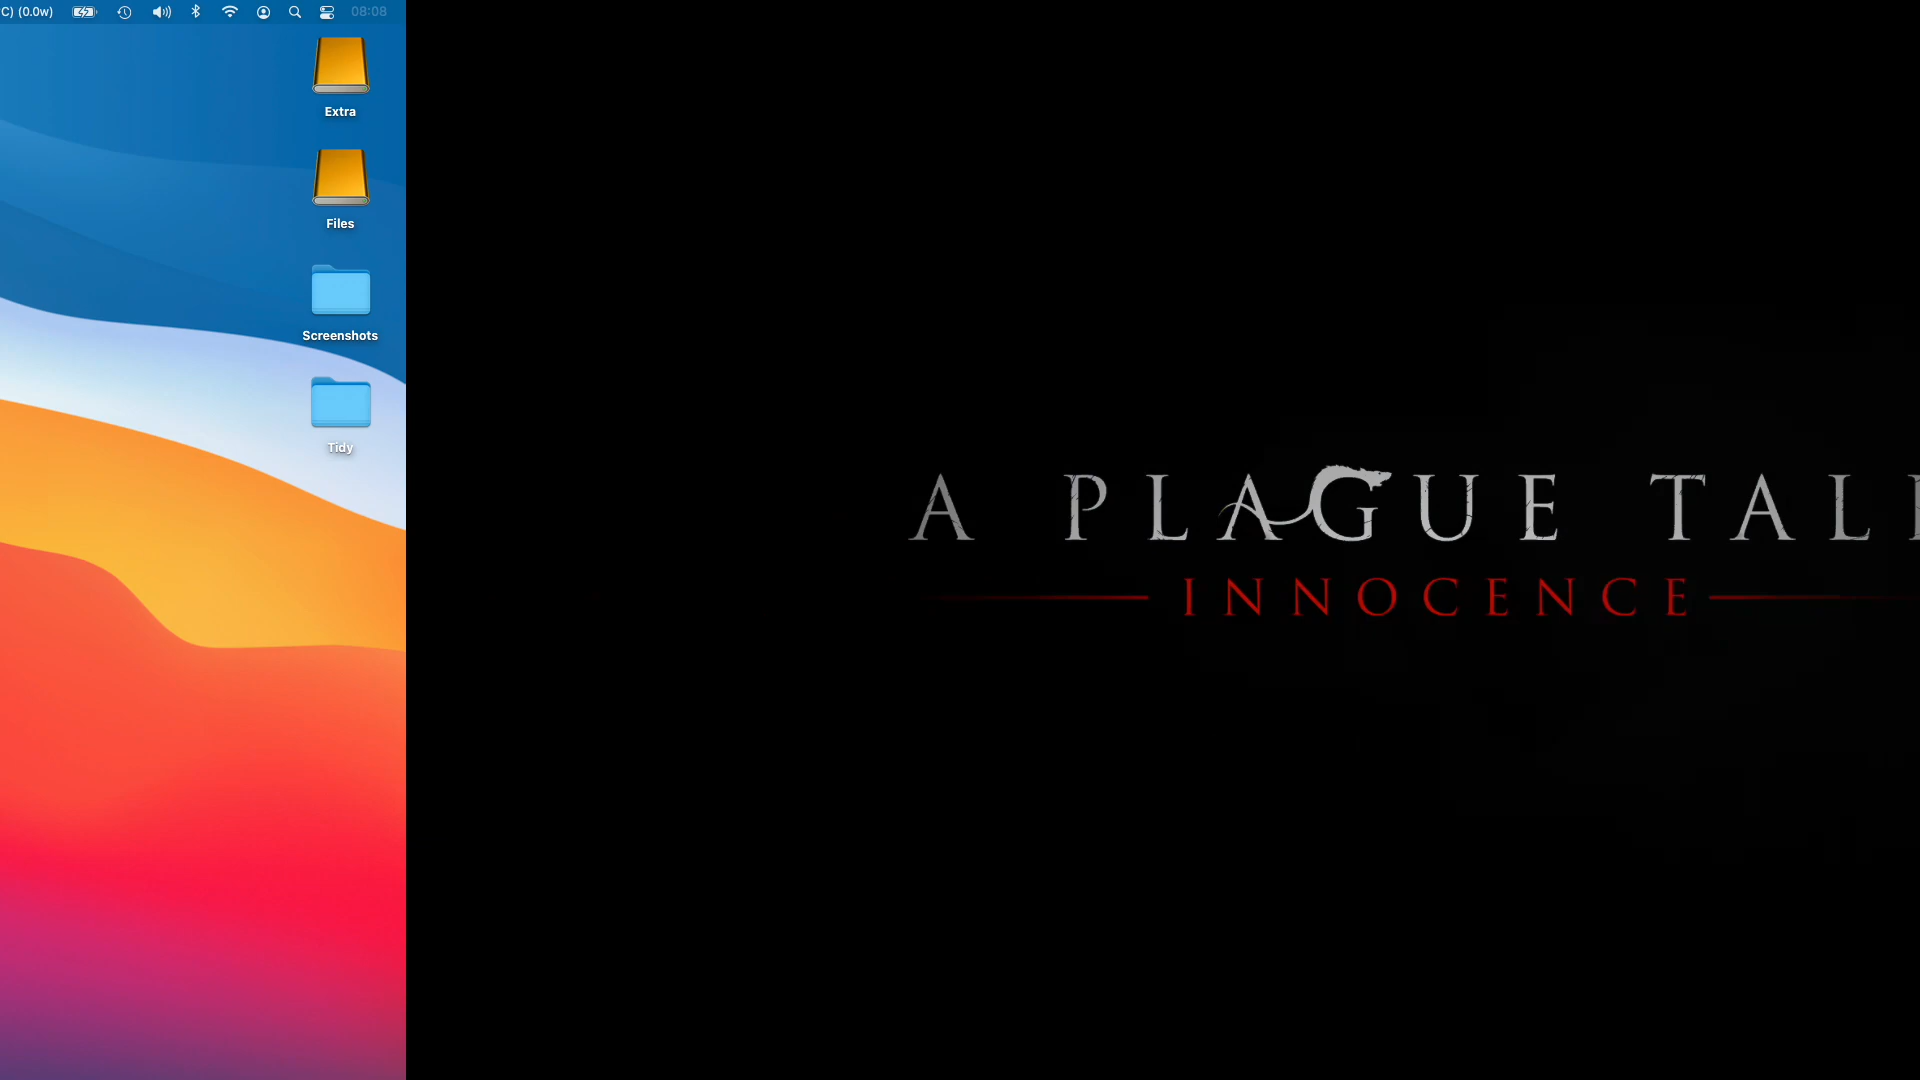 C) (0.0w) 08:08
Extra
Files
Screenshots
Tidy
A PLAGUE TAL
INNOCENCE